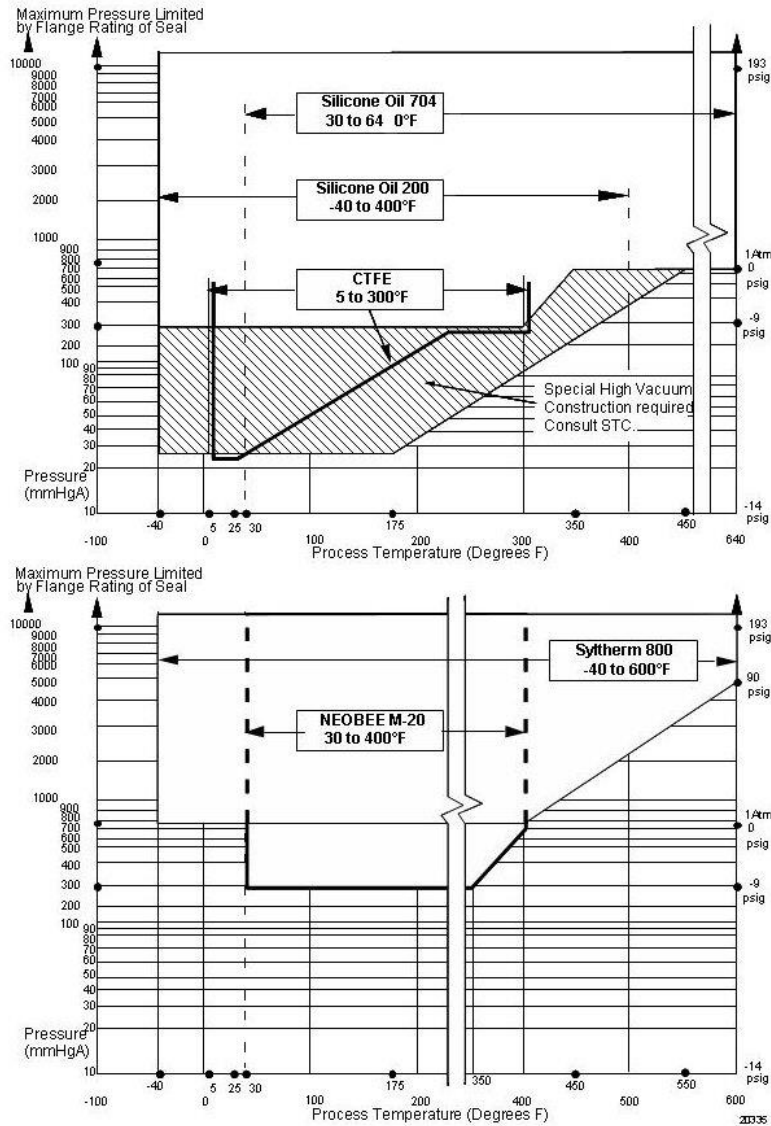 Maximum Pressure Limited
by Flange Rating of Seal
10000
9000
8000
7000
6000
5000
4000
3000
2000
1000
900
800
700
600
500
400
300
200
100
90
80
70
60
50
40
30
20
10
Pressure
(mmHgA)
193
psig
1Atm
0
psig
-9
psig
-14
psig
Silicone Oil 704
30 to 64 0°F
Silicone Oil 200
-40 to 400°F
CTFE
5 to 300°F
Special High Vacuum
Construction required
Consult STC.
-40 5 25 30 175 350 450
-100 0 100 200 300 400 640
Process Temperature (Degrees F)
Maximum Pressure Limited
by Flange Rating of Seal
10000
9000
8000
7000
6000
5000
4000
3000
2000
1000
900
800
700
600
500
400
300
200
100
90
80
70
60
50
40
30
20
10
Pressure
(mmHgA)
193
psig
90
psig
1Atm
0
psig
-9
psig
-14
psig
Syltherm 800
-40 to 600°F
NEOBEE M-20
30 to 400°F
-40 5 25 30 175 350 450 550
-100 0 100 200 400 500 600
Process Temperature (Degrees F)
20335